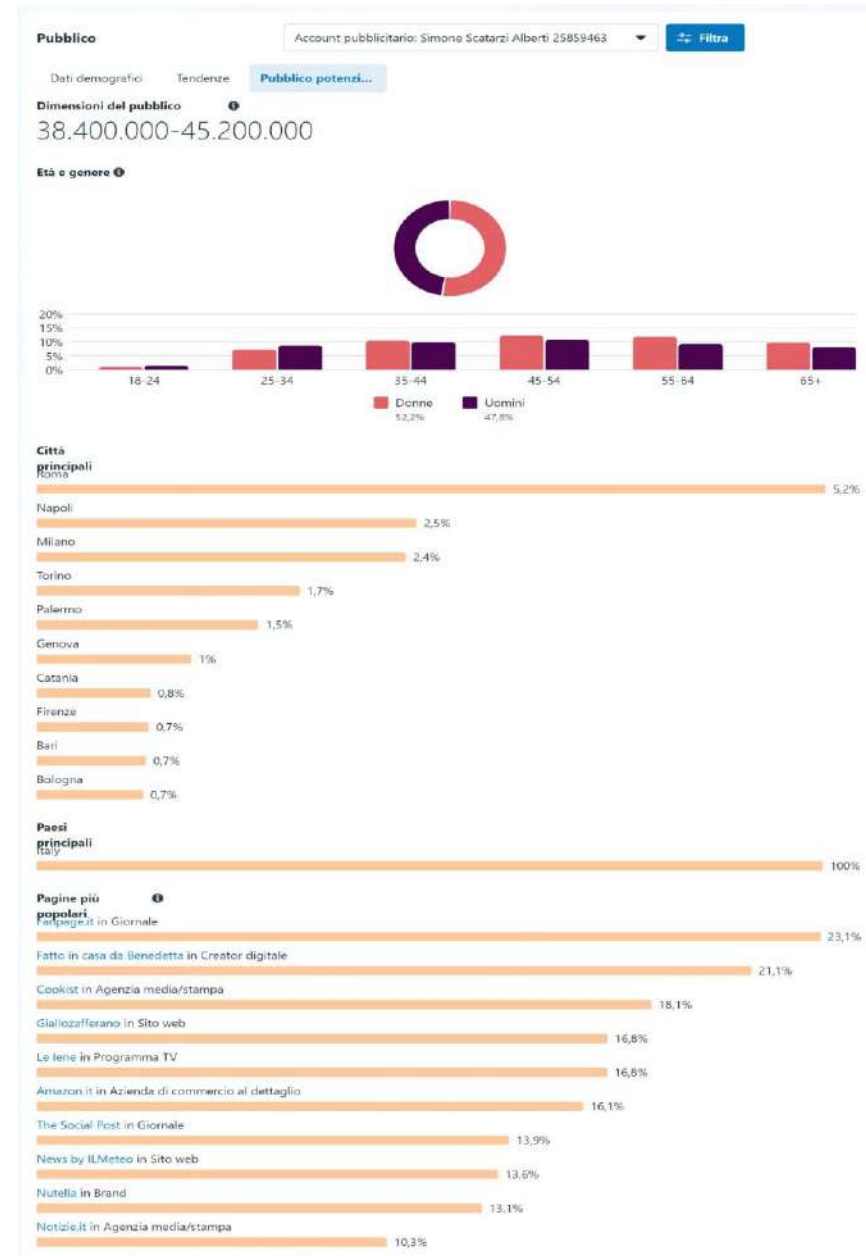 Pubblico
Account pubblicitario: Simone Scatarzi Alberti 25859463
Filtra
Dati demografici Tendenze Pubblico potenzi...
Dimensioni del pubblico
38.400.000-45.200.000
Età e genere
20%
15%
10%
5%
0%
18-24 25-34 35-44 45-54 55-64 65+
Donne Uomini
52,2% 47,8%
Città
principali
Roma
5,2%
Napoli
2,5%
Milano
2,4%
Torino
1,7%
Palermo
1,5%
Genova
1%
Catania
0,8%
Firenze
0,7%
Bari
0,7%
Bologna
0,7%
Paesi
principali
Italy
100%
Pagine più
popolari
Fanpage.it in Giornale
23,1%
Fatto in casa da Benedetta in Creator digitale
21,1%
Cookist in Agenzia media/stampa
18,1%
Giallozafferano in Sito web
16,8%
Le Iene in Programma TV
16,8%
Amazon.it in Azienda di commercio al dettaglio
16,1%
The Social Post in Giornale
13,9%
News by ILMeteo in Sito web
13,6%
Nutella in Brand
13,1%
Notizie.it in Agenzia media/stampa
10,3%